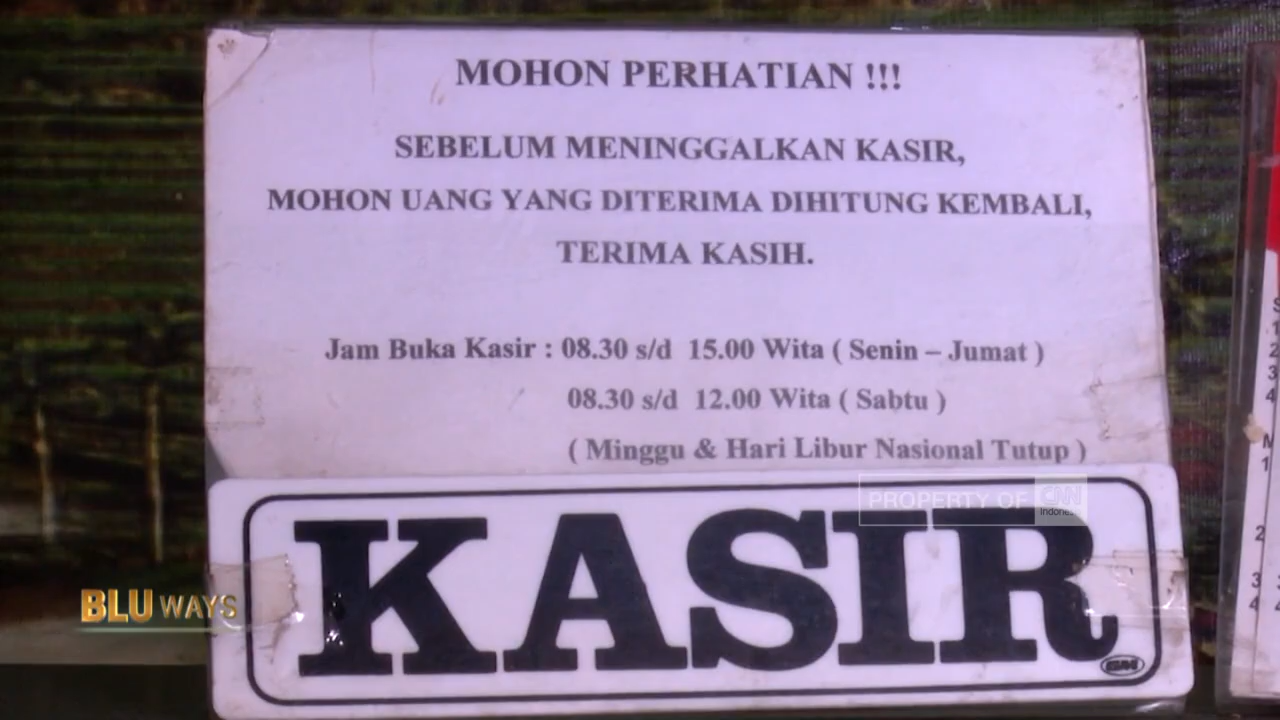 MOHON PERHATIAN !!!
SEBELUM MENINGGALKAN KASIR,
MOHON UANG YANG DITERIMA DIHITUNG KEMBALI,
TERIMA KASIH.
Jam Buka Kasir : 08.30 s/d 15.00 Wita ( Senin – Jumat )
08.30 s/d 12.00 Wita ( Sabtu )
( Minggu & Hari Libur Nasional Tutup )
PROPERTY OF CNN
KASIR
BLU WAYS